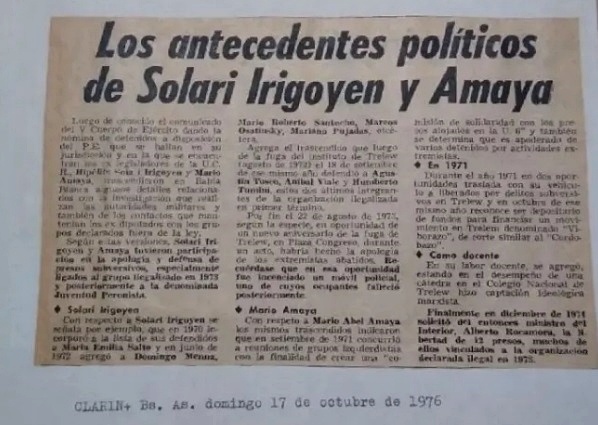 Los antecedentes políticos
de Solari Irigoyen y Amaya
Luego de conocido el comunicado
del V Cuerpo de Ejército dando la
nómina de detenidos a disposición
del P.E. que se hallan en su
jurisdicción y en la que se encuen-
tran los ex legisladores de la U.C.
R., Hipólito Solari Irigoyen y Mario
Amaya, trascendió en Bahía
Blanca algunos detalles relaciona-
dos con la investigación que reali-
zan las autoridades militares
también de los contactos que man-
tenían los ex diputados con los gru-
pos declarados fuera de la ley.
Según estas versiones, Solari Iri-
goyen y Amaya tuvieron participa-
ción en la apología y defensa de
presos subversivos, especialmente
ligados al grupo ilegalizado en 1973
y posteriormente a la denominada
Juventud Peronista.
◆ Solari Irigoyen
Con respecto a Solari Irigoyen se
señala por ejemplo, que en 1970 in-
corporó a la lista de sus defendidos
a María Emilia Salto y en junio de
1972 agregó a Domingo Menna,
Mario Roberto Santucho, Marcos
Osatinsky, Mariano Pujadas, etcé-
tera.
Agrega el trascendido que luego de
la fuga del instituto de Trelew
(agosto de 1972) el 18 de setiembre
de ese mismo año defendió a Agus-
tín Tosco, Aníbal Viale y Humberto
Tumini, estos dos últimos integran-
tes de la organización ilegalizada en
primer término.
Por fin el 22 de agosto de 1973,
según la especie, en oportunidad de
un nuevo aniversario de la fuga de
Trelew, en Plaza Congreso, durante
un acto, habría hecho la apología
de los extremistas abatidos. Re-
cuérdase que en esa oportunidad
fue incendiado un móvil policial,
uno de cuyos ocupantes falleció
posteriormente.
◆ Mario Amaya
Con respeto a Mario Abel Amaya
los mismos trascendidos indicaron
que en setiembre de 1971 concurrió
a reuniones de grupos izquierdistas
con la finalidad de crear una "co-
misión de solidaridad con los presos
alojados en la U. 6" y también se
determina que es apoderado de
varios detenidos por actividades ex-
tremistas.
◆ En 1971
Durante el año 1971 en dos opor-
tunidades traslada con su vehícu-
lo a liberados por delitos subversi-
vos en Trelew y en octubre de ese
mismo año reconoce ser depositario
de fondos para financiar un movi-
miento en Trelew denominado "Vi-
borazo", de corte similar al "Cordo-
bazo".
◆ Como docente
En su labor docente, se agregó,
estando en el desempeño de una
cátedra en el Colegio Nacional de
Trelew hizo captación ideológica
marxista.
Finalmente en diciembre de 1974
solicitó del entonces ministro del
Interior, Alberto Rocamora, la li-
bertad de 12 presos, muchos de
ellos vinculados a la organización
declarada ilegal en 1973.
CLARIN+ Bs. As. domingo 17 de octubre de 1976